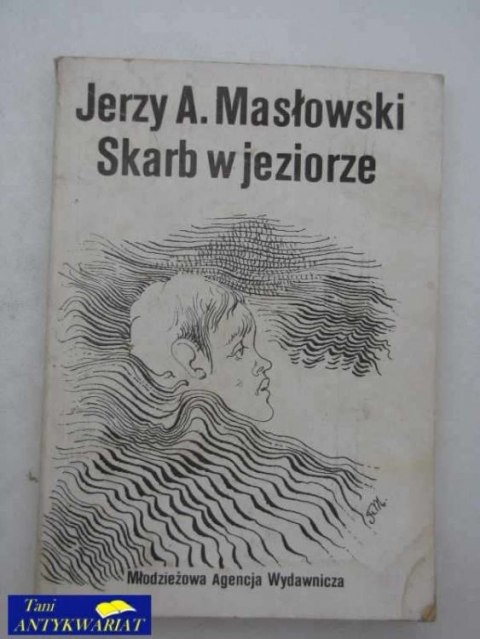 Jerzy A. Masłowski
Skarb w jeziorze
Młodzieżowa Agencja Wydawnicza
Tani
ANTYKWARIAT